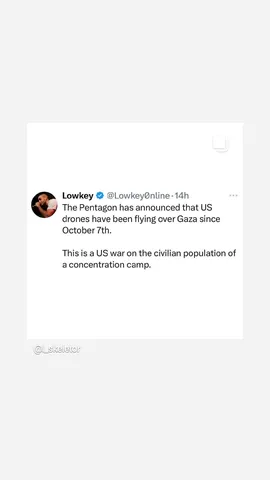 Lowkey @Lowkey0nline · 14h
The Pentagon has announced that US
drones have been flying over Gaza since
October 7th.
This is a US war on the civilian population of
a concentration camp.
@l_skeletor